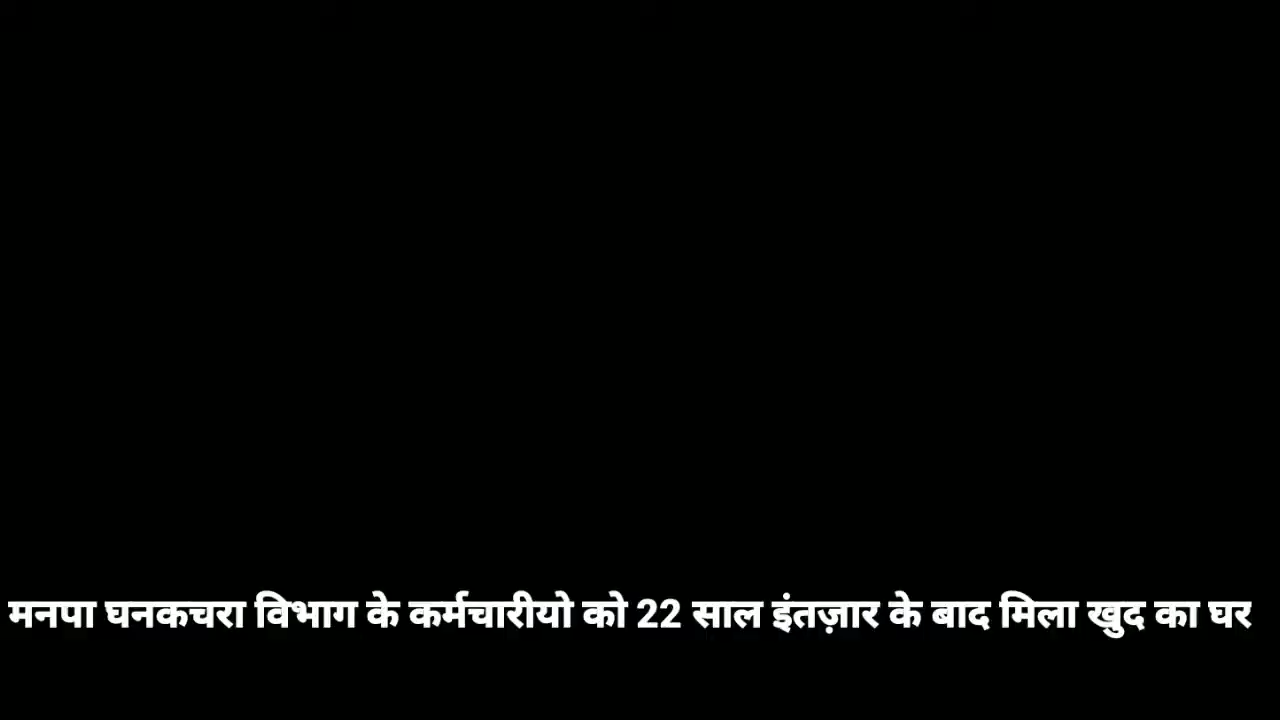 मनपा घनकचरा विभाग के कर्मचारीयो को 22 साल इंतज़ार के बाद मिला खुद का घर